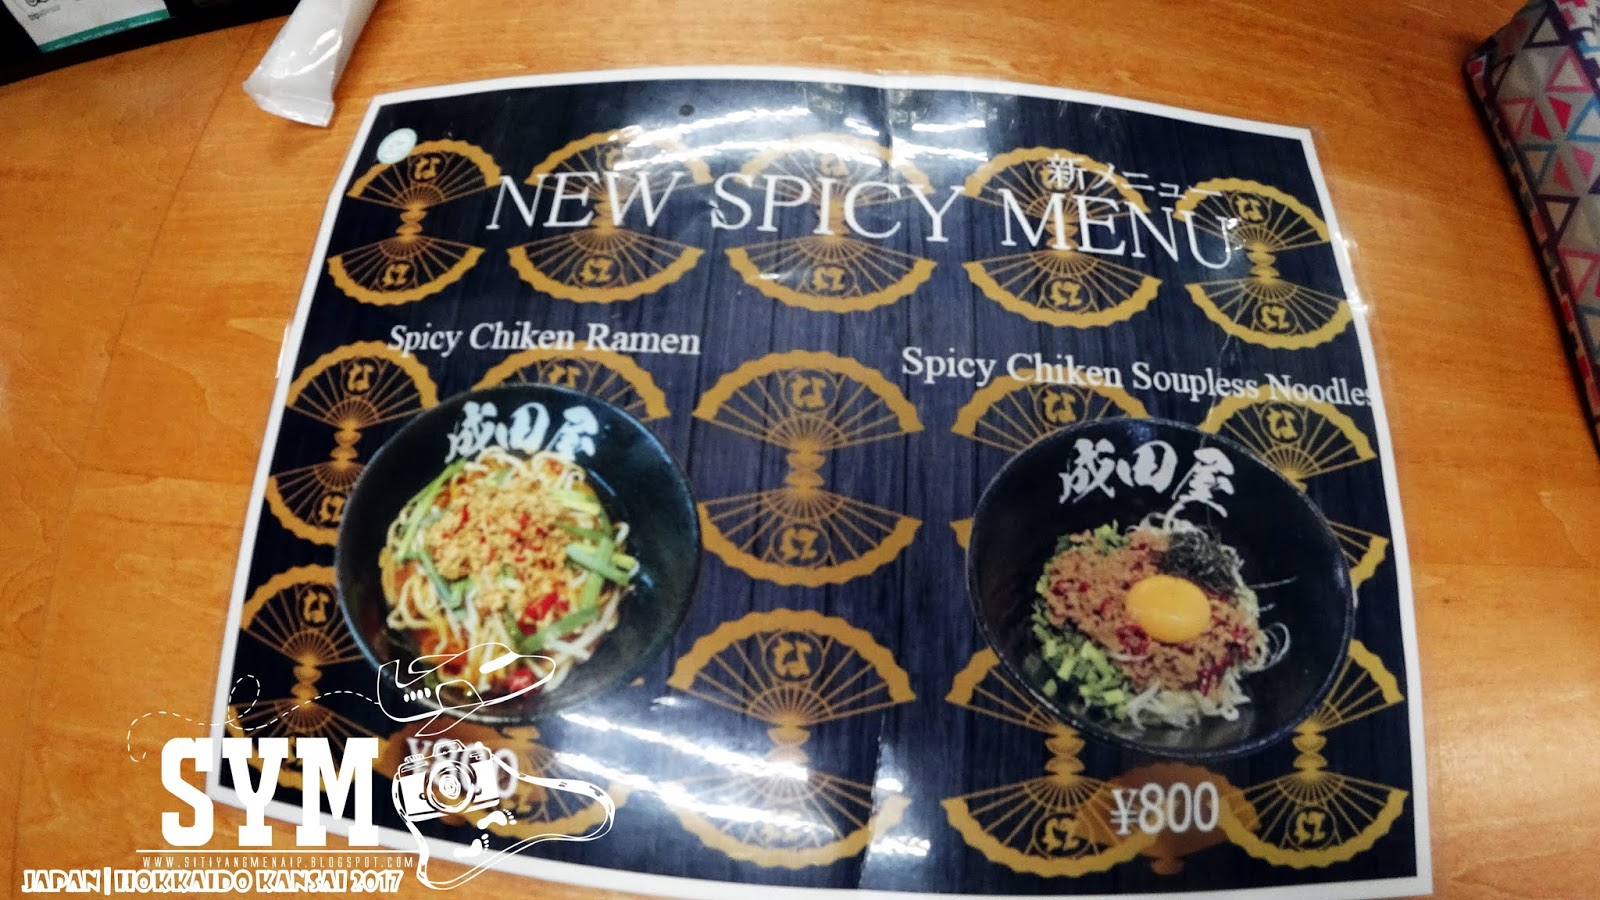 新メニュー
NEW SPICY MENU
Spicy Chiken Ramen
Spicy Chiken Soupless Noodles
成田屋
成田屋
¥800
SYM
WWW.SITIYANGMENAIP.BLOGSPOT.COM
JAPAN | HOKKAIDO KANSAI 2017